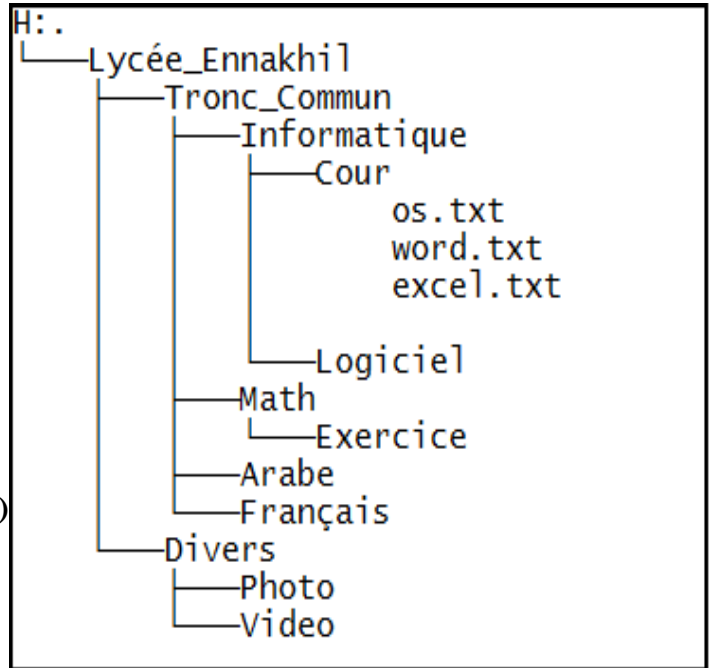 H:.
└───Lycée_Ennakhil
    ├───Tronc_Commun
    │   ├───Informatique
    │   │   ├───Cour
    │   │   │       os.txt
    │   │   │       word.txt
    │   │   │       excel.txt
    │   │   │
    │   │   └───Logiciel
    │   ├───Math
    │   │   └───Exercice
    │   ├───Arabe
    │   └───Français
)
    └───Divers
        ├───Photo
        └───Video